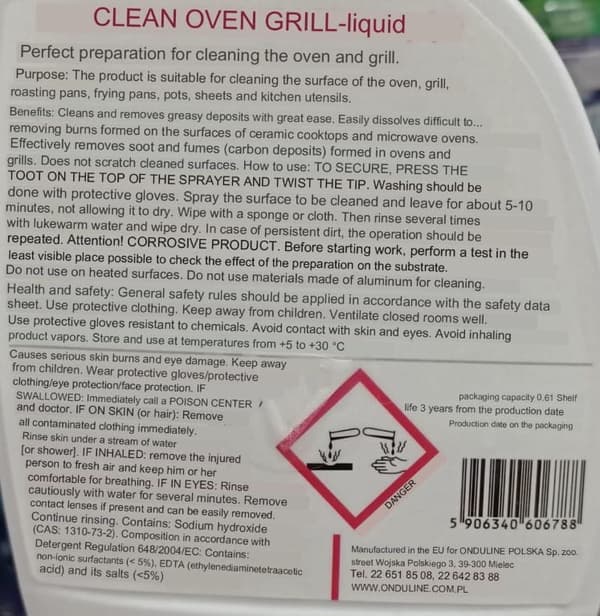 CLEAN OVEN GRILL-liquid
Perfect preparation for cleaning the oven and grill.
Purpose: The product is suitable for cleaning the surface of the oven, grill,
roasting pans, frying pans, pots, sheets and kitchen utensils.
Benefits: Cleans and removes greasy deposits with great ease. Easily dissolves difficult to...
removing burns formed on the surfaces of ceramic cooktops and microwave ovens.
Effectively removes soot and fumes (carbon deposits) formed in ovens and
grills. Does not scratch cleaned surfaces. How to use: TO SECURE, PRESS THE
TOOT ON THE TOP OF THE SPRAYER AND TWIST THE TIP. Washing should be
done with protective gloves. Spray the surface to be cleaned and leave for about 5-10
minutes, not allowing it to dry. Wipe with a sponge or cloth. Then rinse several times
with lukewarm water and wipe dry. In case of persistent dirt, the operation should be
repeated. Attention! CORROSIVE PRODUCT. Before starting work, perform a test in the
least visible place possible to check the effect of the preparation on the substrate.
Do not use on heated surfaces. Do not use materials made of aluminum for cleaning.
Health and safety: General safety rules should be applied in accordance with the safety data
sheet. Use protective clothing. Keep away from children. Ventilate closed rooms well.
Use protective gloves resistant to chemicals. Avoid contact with skin and eyes. Avoid inhaling
product vapors. Store and use at temperatures from +5 to +30 °C
Causes serious skin burns and eye damage. Keep away
from children. Wear protective gloves/protective
clothing/eye protection/face protection. IF
SWALLOWED: Immediately call a POISON CENTER /
and doctor. IF ON SKIN (or hair): Remove
all contaminated clothing immediately.
Rinse skin under a stream of water
[or shower]. IF INHALED: remove the injured
person to fresh air and keep him or her
comfortable for breathing. IF IN EYES: Rinse
cautiously with water for several minutes. Remove
contact lenses if present and can be easily removed.
Continue rinsing. Contains: Sodium hydroxide
(CAS: 1310-73-2). Composition in accordance with
Detergent Regulation 648/2004/EC: Contains:
non-ionic surfactants (< 5%), EDTA (ethylenediaminetetraacetic
acid) and its salts (<5%)
DANGER
packaging capacity 0.61 Shelf
life 3 years from the production date
Production date on the packaging
5 906340 606788
Manufactured in the EU for ONDULINE POLSKA Sp. zoo.
street Wojska Polskiego 3, 39-300 Mielec
Tel. 22 651 85 08, 22 642 83 88
WWW.ONDULINE.COM.PL